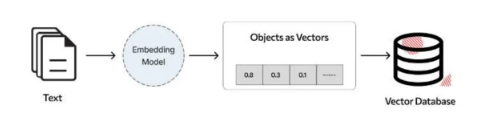 Text
Embedding
Model
Objects as Vectors
0.8 0.3 0.1 ......
Vector Database